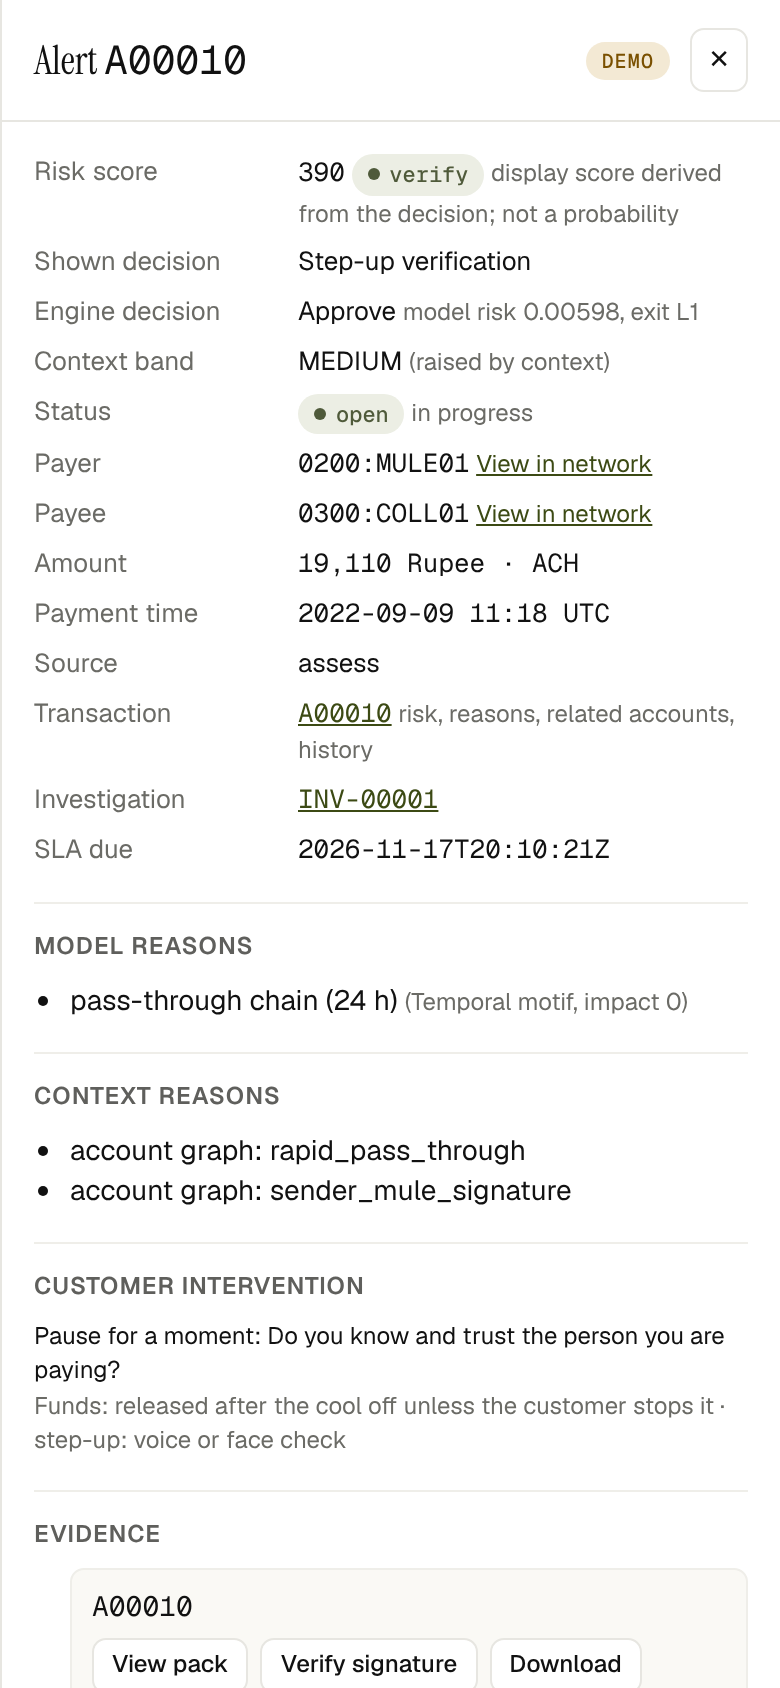 Alert A00010
DEMO
×
Risk score
390 verify display score derived
from the decision; not a probability
Shown decision
Step-up verification
Engine decision
Approve model risk 0.00598, exit L1
Context band
MEDIUM (raised by context)
Status
open in progress
Payer
0200:MULE01 View in network
Payee
0300:COLL01 View in network
Amount
19,110 Rupee · ACH
Payment time
2022-09-09 11:18 UTC
Source
assess
Transaction
A00010 risk, reasons, related accounts,
history
Investigation
INV-00001
SLA due
2026-11-17T20:10:21Z
MODEL REASONS
• pass-through chain (24 h) (Temporal motif, impact 0)
CONTEXT REASONS
• account graph: rapid_pass_through
• account graph: sender_mule_signature
CUSTOMER INTERVENTION
Pause for a moment: Do you know and trust the person you are
paying?
Funds: released after the cool off unless the customer stops it ·
step-up: voice or face check
EVIDENCE
A00010
View pack
Verify signature
Download